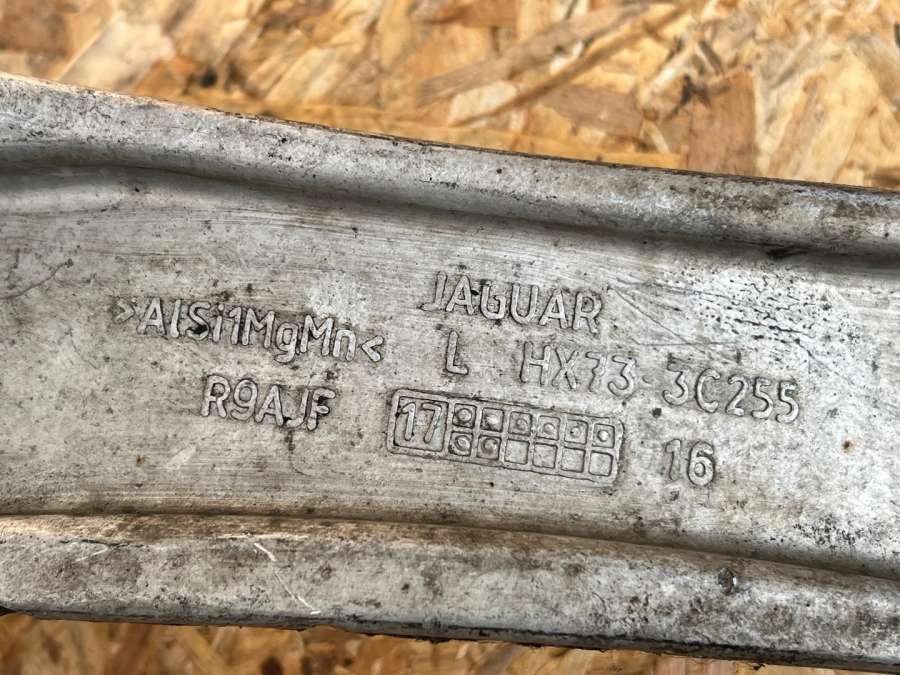 JAGUAR
>AlSi1MgMn< L HX73-3C255
R9AJF 17 16